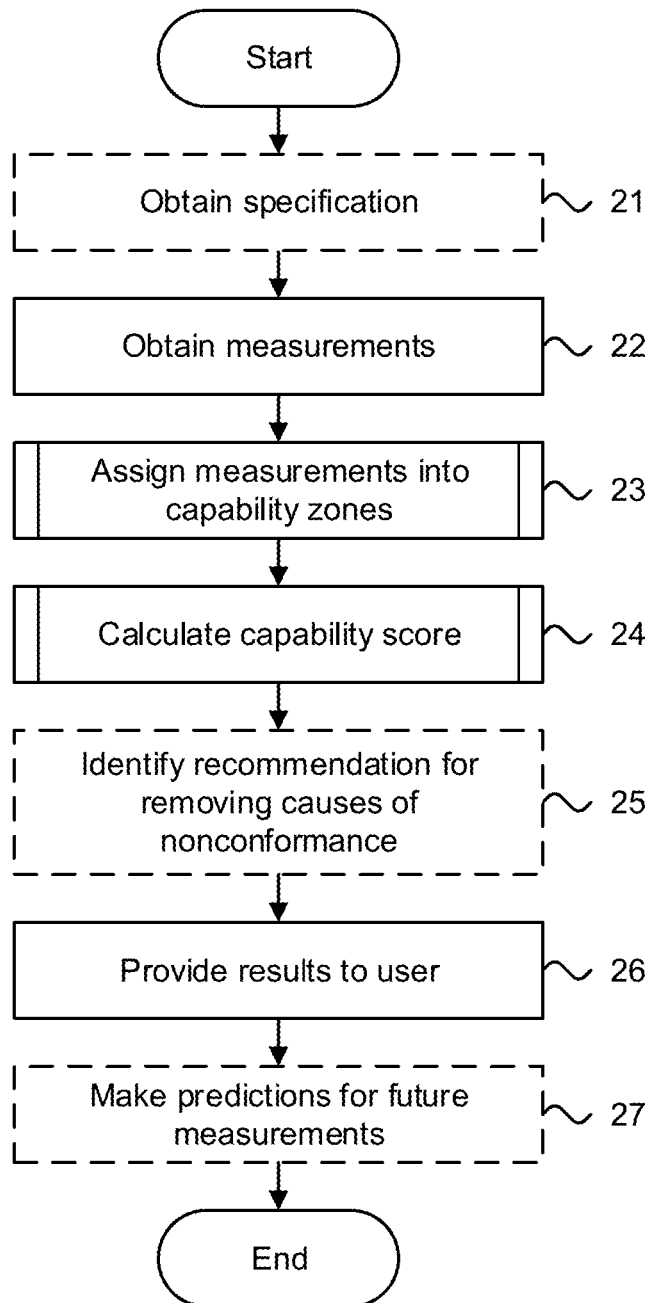 Start
Obtain specification
21
Obtain measurements
22
Assign measurements into
capability zones
23
Calculate capability score
24
Identify recommendation for
removing causes of
nonconformance
25
Provide results to user
26
Make predictions for future
measurements
27
End